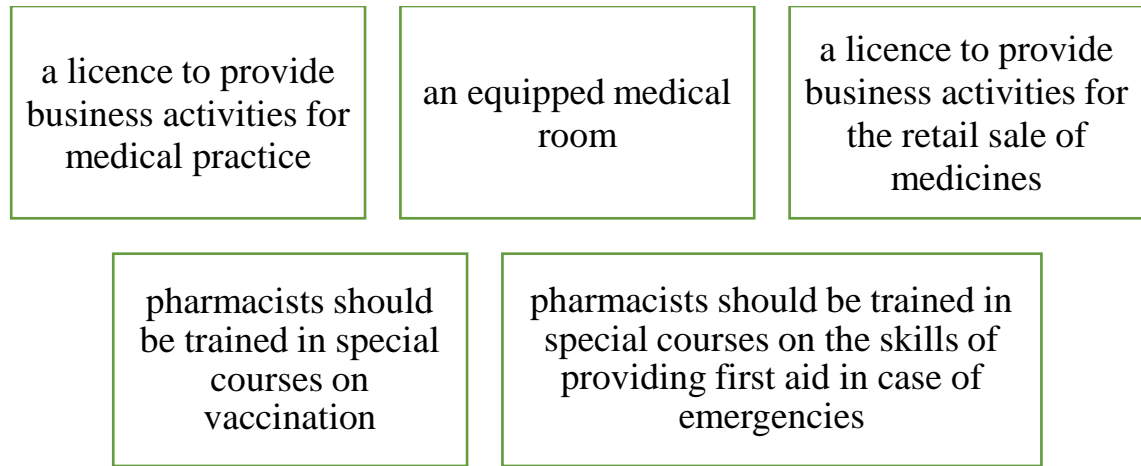 a licence to provide
business activities for
medical practice
an equipped medical
room
a licence to provide
business activities for
the retail sale of
medicines
pharmacists should
be trained in special
courses on
vaccination
pharmacists should be trained in
special courses on the skills of
providing first aid in case of
emergencies